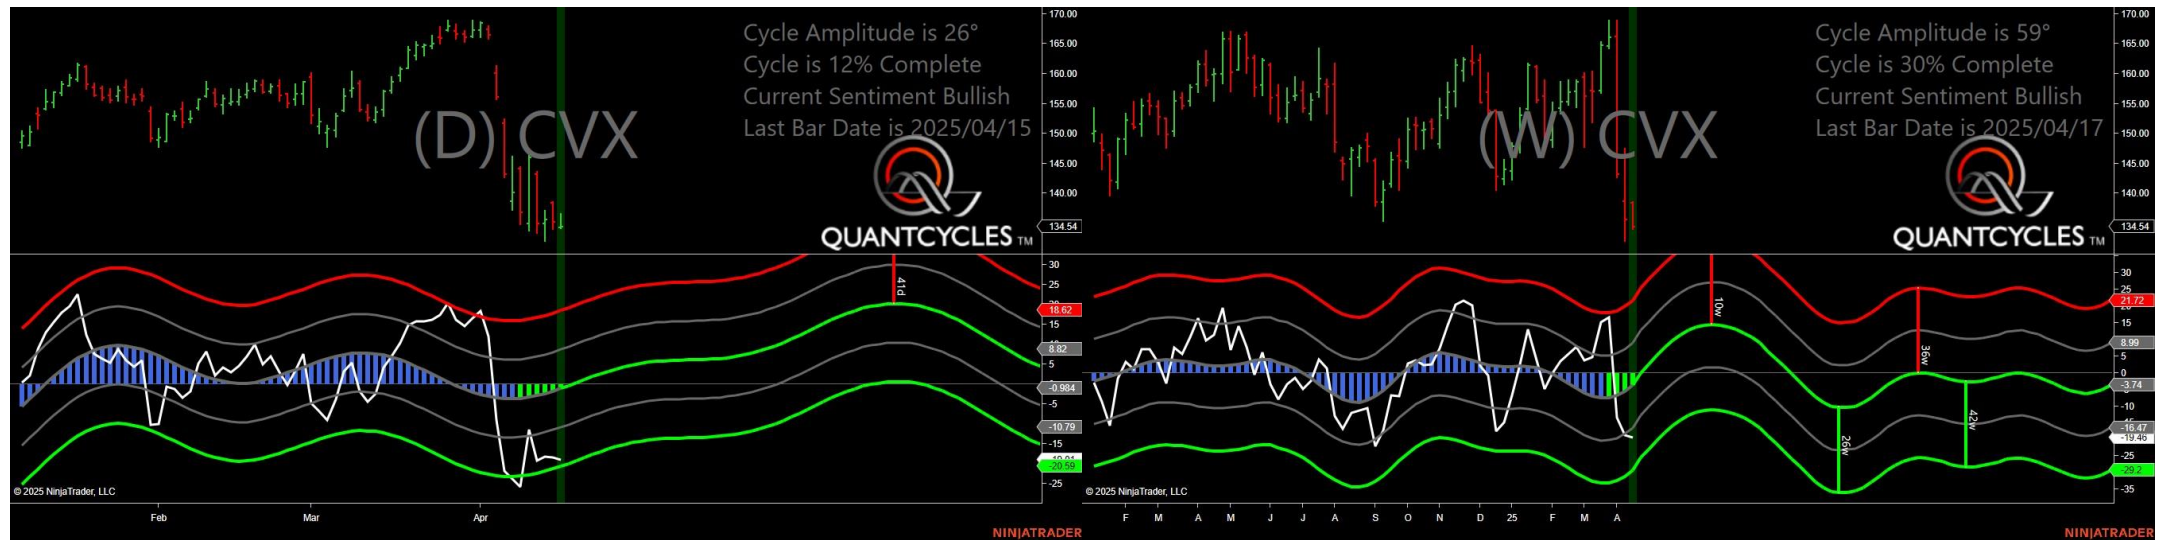 Cycle Amplitude is 26°
Cycle is 12% Complete
Current Sentiment Bullish
Last Bar Date is 2025/04/15
(D) CVX
QUANTCYCLES TM
170.00
165.00
160.00
155.00
150.00
145.00
140.00
134.54
41d
30
25
18.62
15
8.82
5
-0.984
-5
-10.79
-15
-20.59
-25
© 2025 NinjaTrader, LLC
Feb Mar Apr
NINJATRADER
Cycle Amplitude is 59°
Cycle is 30% Complete
Current Sentiment Bullish
Last Bar Date is 2025/04/17
(W) CVX
QUANTCYCLES TM
170.00
165.00
160.00
155.00
150.00
145.00
140.00
134.54
10w
36w
26w
42w
30
21.72
15
8.99
5
0
-3.74
-10
-16.47
-19.46
-25
-29.2
-35
© 2025 NinjaTrader, LLC
F M A M J J A S O N D 25 F M A
NINJATRADER